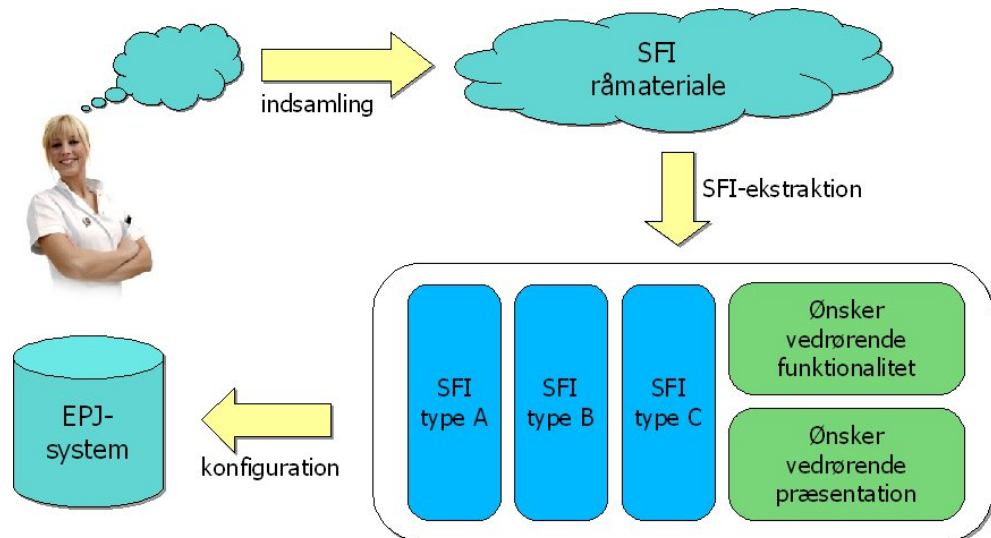 SFI
råmateriale
indsamling
SFI-ekstraktion
SFI
type A
SFI
type B
SFI
type C
Ønsker
vedrørende
funktionalitet
Ønsker
vedrørende
præsentation
konfiguration
EPJ-
system